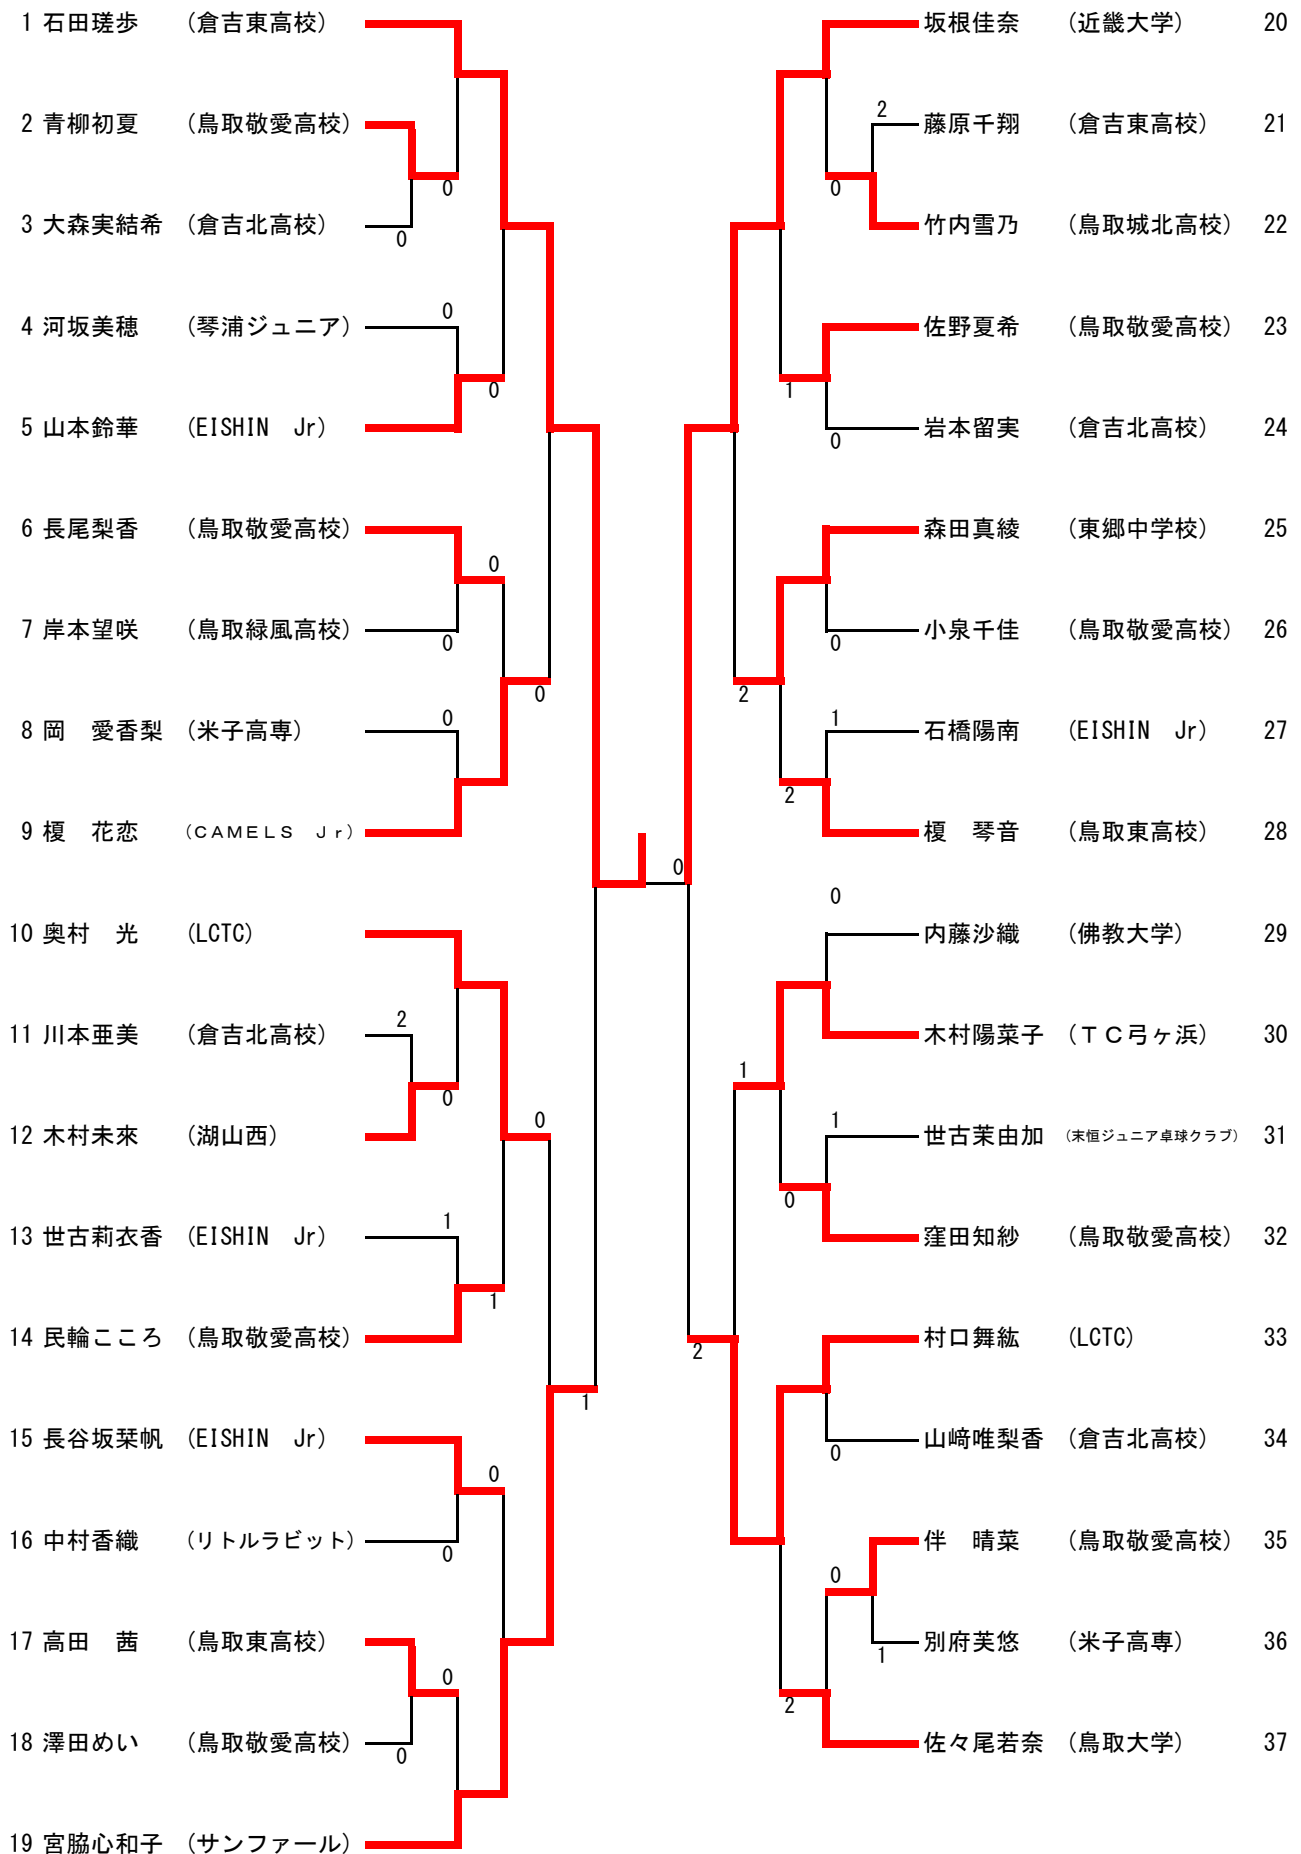 1 石田瑳歩 (倉吉東高校)
2 青柳初夏 (鳥取敬愛高校)
0
3 大森実結希 (倉吉北高校)
0
0
4 河坂美穂 (琴浦ジュニア)
0
5 山本鈴華 (EISHIN Jr)
6 長尾梨香 (鳥取敬愛高校)
0
7 岸本望咲 (鳥取緑風高校)
0
0
8 岡 愛香梨 (米子高専)
0
9 榎 花恋 (CAMELS Jr)
0
10 奥村 光 (LCTC)
2
11 川本亜美 (倉吉北高校)
0
0
12 木村未來 (湖山西)
1
13 世古莉衣香 (EISHIN Jr)
1
14 民輪こころ (鳥取敬愛高校)
1
15 長谷坂栞帆 (EISHIN Jr)
0
16 中村香織 (リトルラビット)
0
17 高田 茜 (鳥取東高校)
0
18 澤田めい (鳥取敬愛高校)
0
19 宮脇心和子 (サンファール)
坂根佳奈 (近畿大学) 20
2
藤原千翔 (倉吉東高校) 21
0
竹内雪乃 (鳥取城北高校) 22
佐野夏希 (鳥取敬愛高校) 23
1
岩本留実 (倉吉北高校) 24
0
森田真綾 (東郷中学校) 25
小泉千佳 (鳥取敬愛高校) 26
0
2
1
石橋陽南 (EISHIN Jr) 27
2
榎 琴音 (鳥取東高校) 28
0
内藤沙織 (佛教大学) 29
木村陽菜子 (TC弓ヶ浜) 30
1
1
世古茉由加 (末恒ジュニア卓球クラブ) 31
0
窪田知紗 (鳥取敬愛高校) 32
村口舞紘 (LCTC) 33
2
山﨑唯梨香 (倉吉北高校) 34
0
伴 晴菜 (鳥取敬愛高校) 35
0
別府芙悠 (米子高専) 36
1
2
佐々尾若奈 (鳥取大学) 37